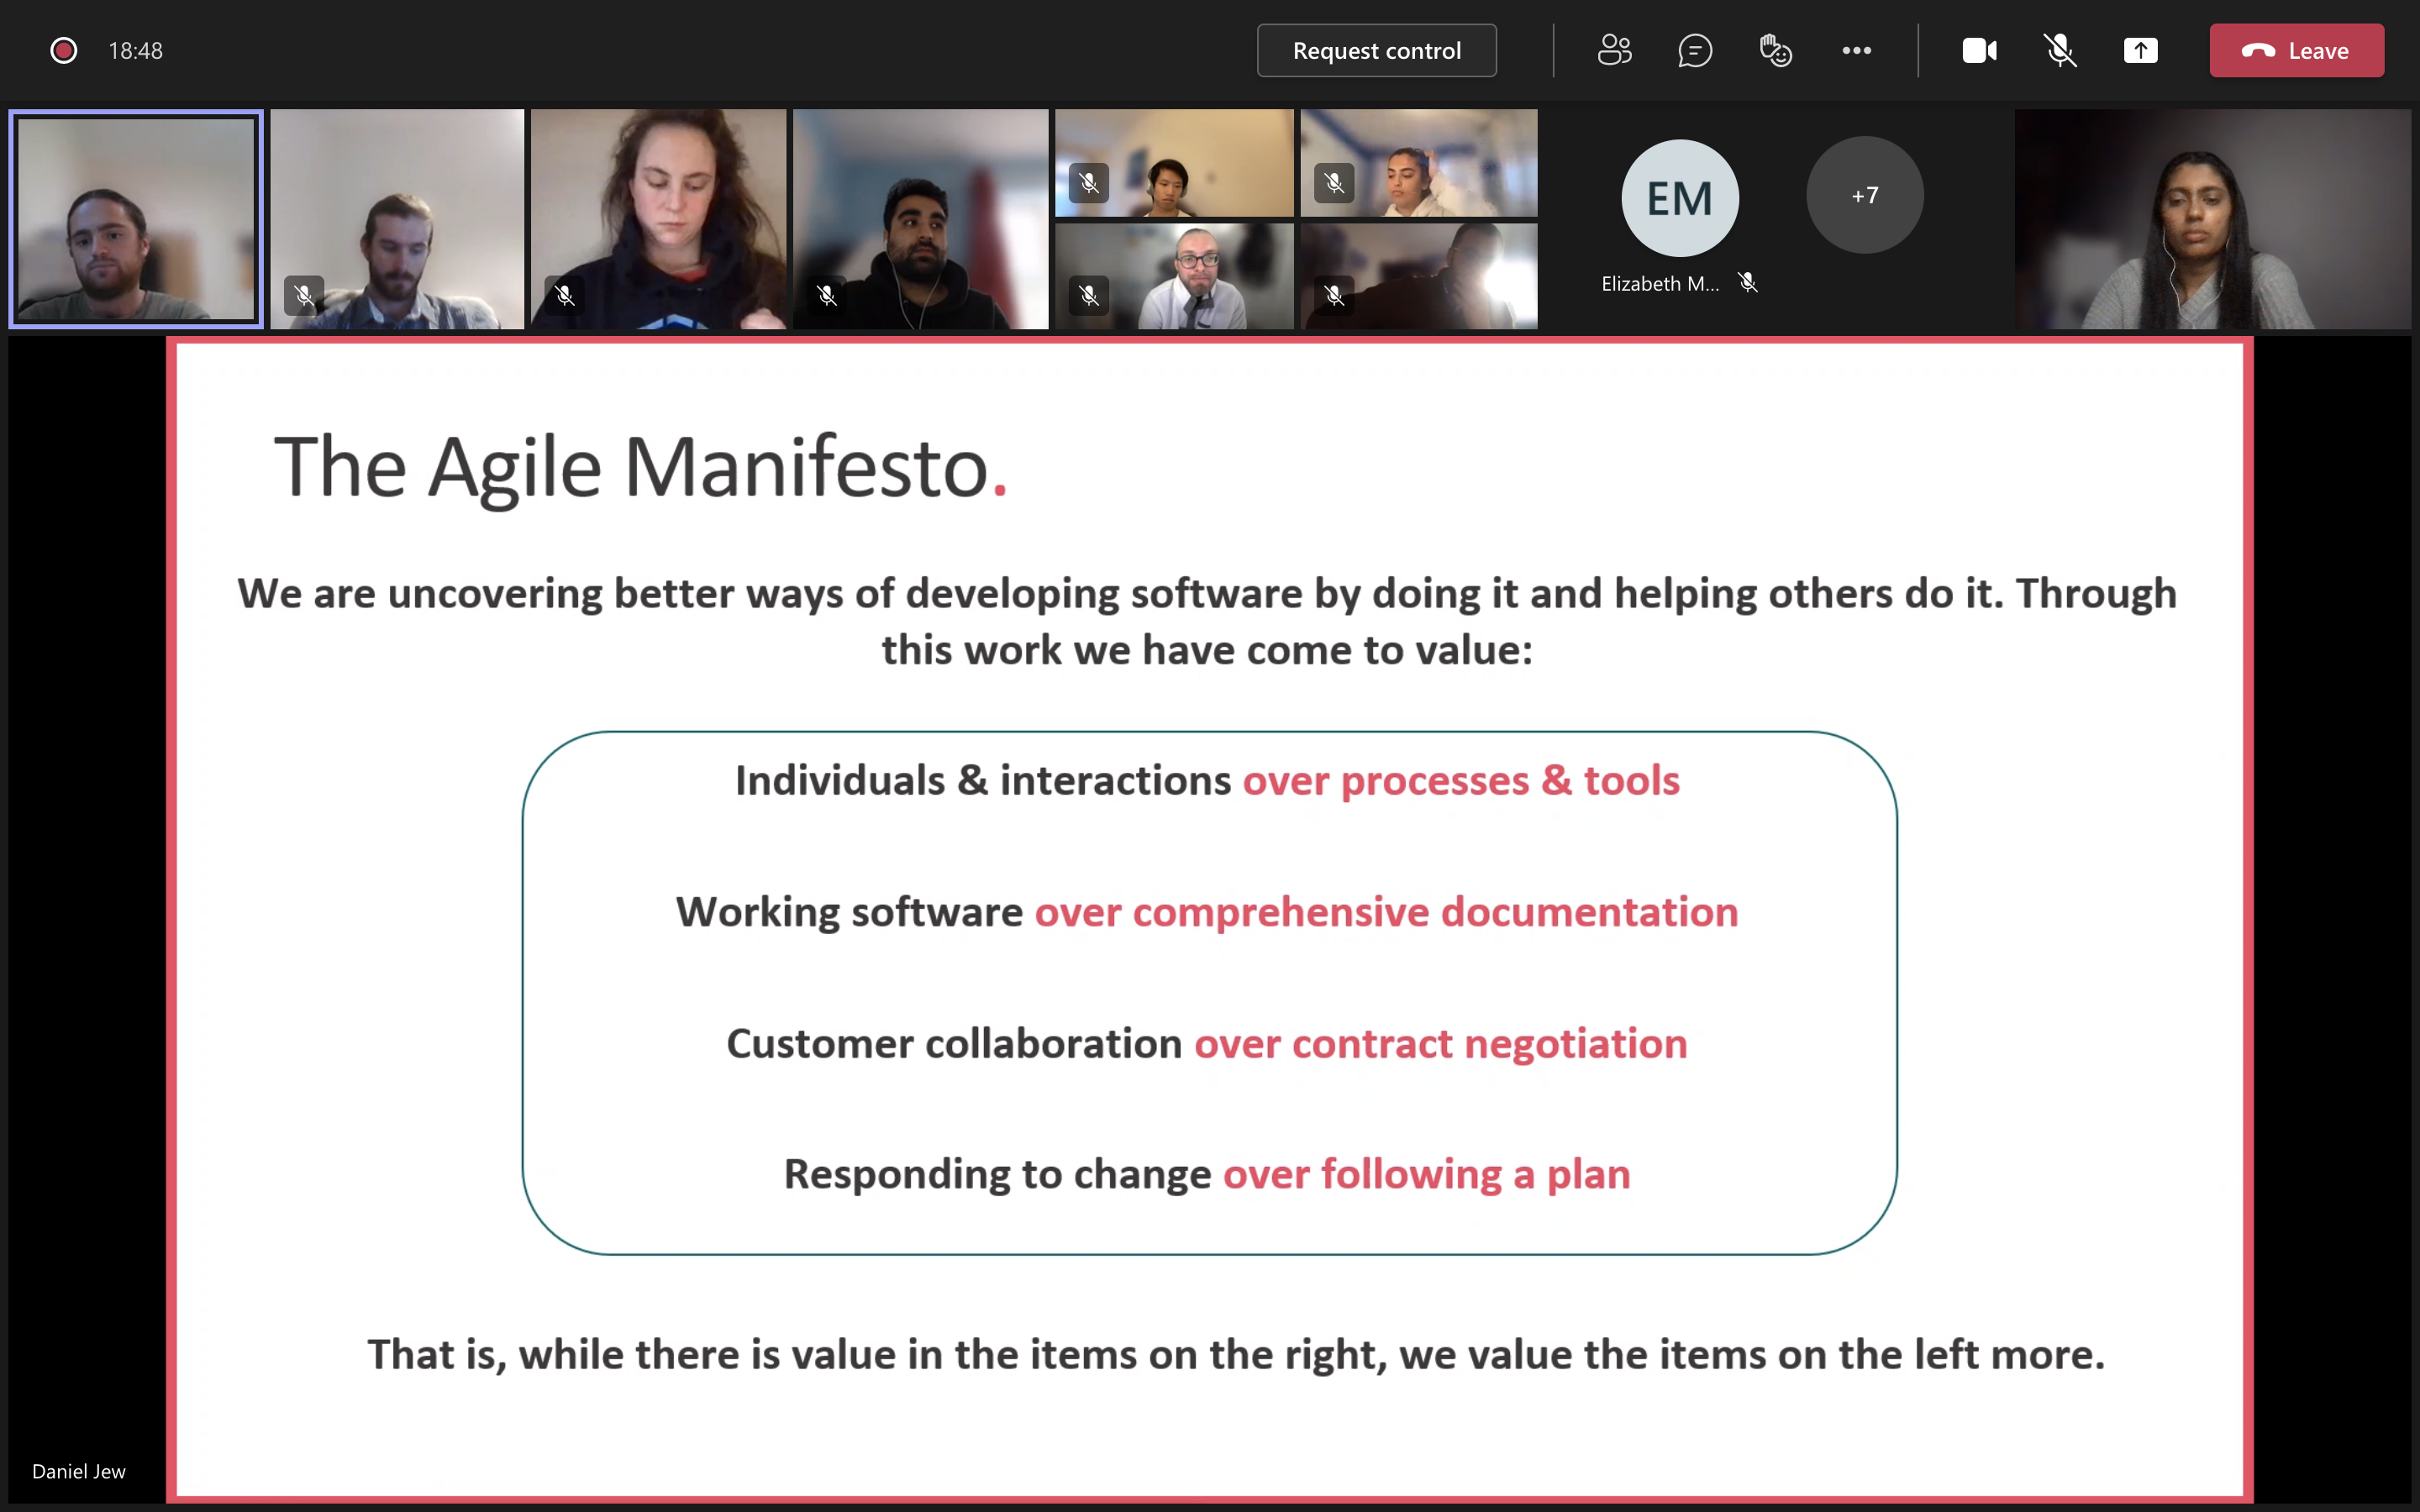 18:48
Request control
Leave
EM
+7
Elizabeth M...
The Agile Manifesto.
We are uncovering better ways of developing software by doing it and helping others do it. Through
this work we have come to value:
Individuals & interactions over processes & tools
Working software over comprehensive documentation
Customer collaboration over contract negotiation
Responding to change over following a plan
That is, while there is value in the items on the right, we value the items on the left more.
Daniel Jew